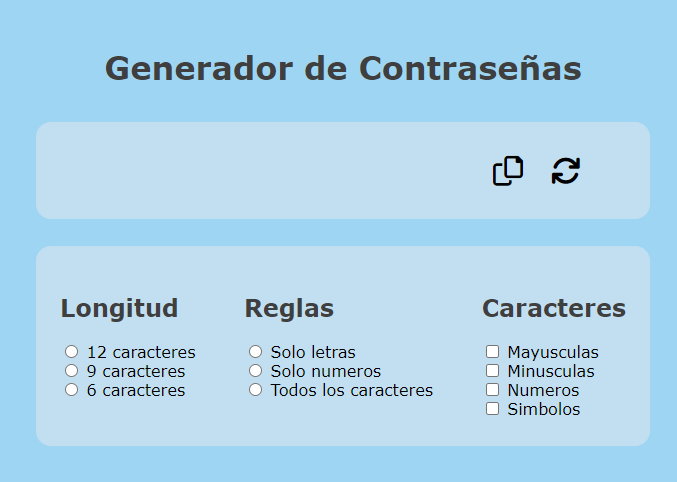 Generador de Contraseñas
Longitud
12 caracteres
9 caracteres
6 caracteres
Reglas
Solo letras
Solo numeros
Todos los caracteres
Caracteres
Mayusculas
Minusculas
Numeros
Simbolos